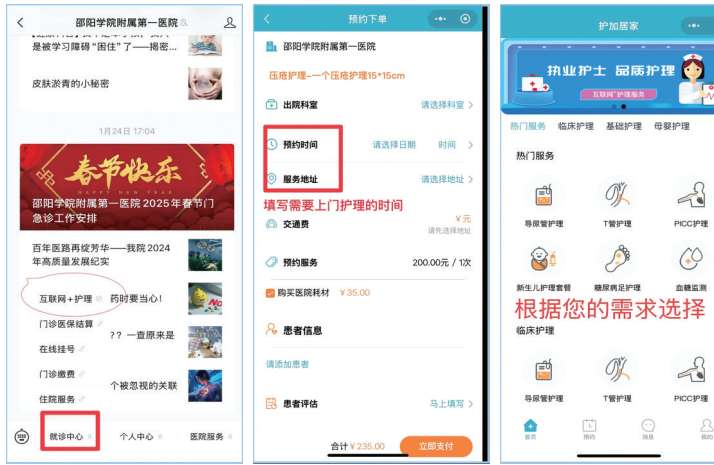 邵阳学院附属第一医院
是被学习障碍“困住”了——揭密...
皮肤淤青的小秘密
1月24日 17:04
春节快乐
HAPPY NEW YEAR
邵阳学院附属第一医院 2025 年春节门
急诊工作安排
百年医路再绽芳华——我院 2024
年高质量发展纪实
互联网+护理
药时要当心！
No
门诊医保结算
？？一查原来是
在线挂号
门诊缴费
个被忽视的关联
住院服务
就诊中心
个人中心
医院服务
预约下单
邵阳学院附属第一医院
压疮护理-一个压疮护理15*15cm
出院科室
请选择科室
预约时间
请选择日期
时间
服务地址
请选择地址
填写需要上门护理的时间
交通费
￥元
请先选择地址
预约服务
200.00元 / 1次
购买医院耗材 ￥35.00
患者信息
请添加患者
患者评估
马上填写
合计￥235.00
立即支付
护加居家
执业护士 品质护理
互联网+护理服务
热门服务 临床护理 基础护理 母婴护理
热门服务
导尿管护理
T管护理
PICC护理
新生儿护理套餐
糖尿病足护理
血糖监测
根据您的需求选择
临床护理
导尿管护理
T管护理
PICC护理
首页
预约
消息
我的